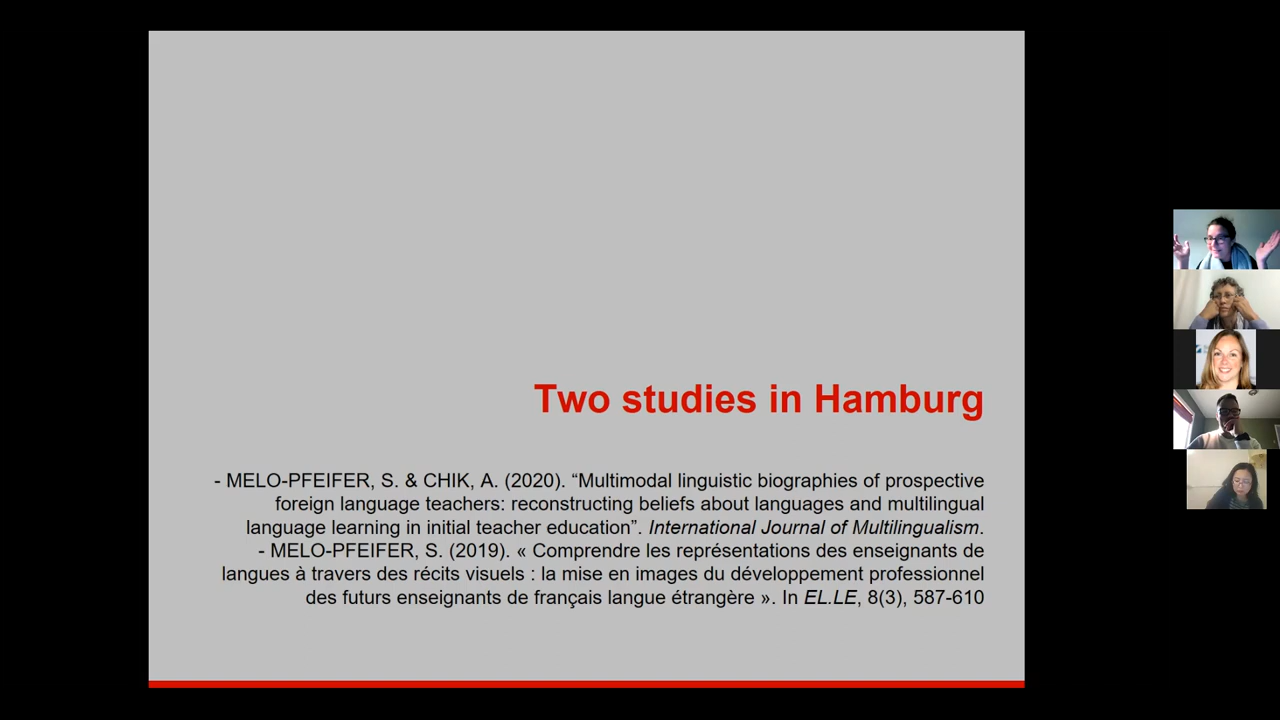 Two studies in Hamburg
- MELO-PFEIFER, S. & CHIK, A. (2020). “Multimodal linguistic biographies of prospective
foreign language teachers: reconstructing beliefs about languages and multilingual
language learning in initial teacher education”. International Journal of Multilingualism.
- MELO-PFEIFER, S. (2019). « Comprendre les représentations des enseignants de
langues à travers des récits visuels : la mise en images du développement professionnel
des futurs enseignants de français langue étrangère ». In EL.LE, 8(3), 587-610